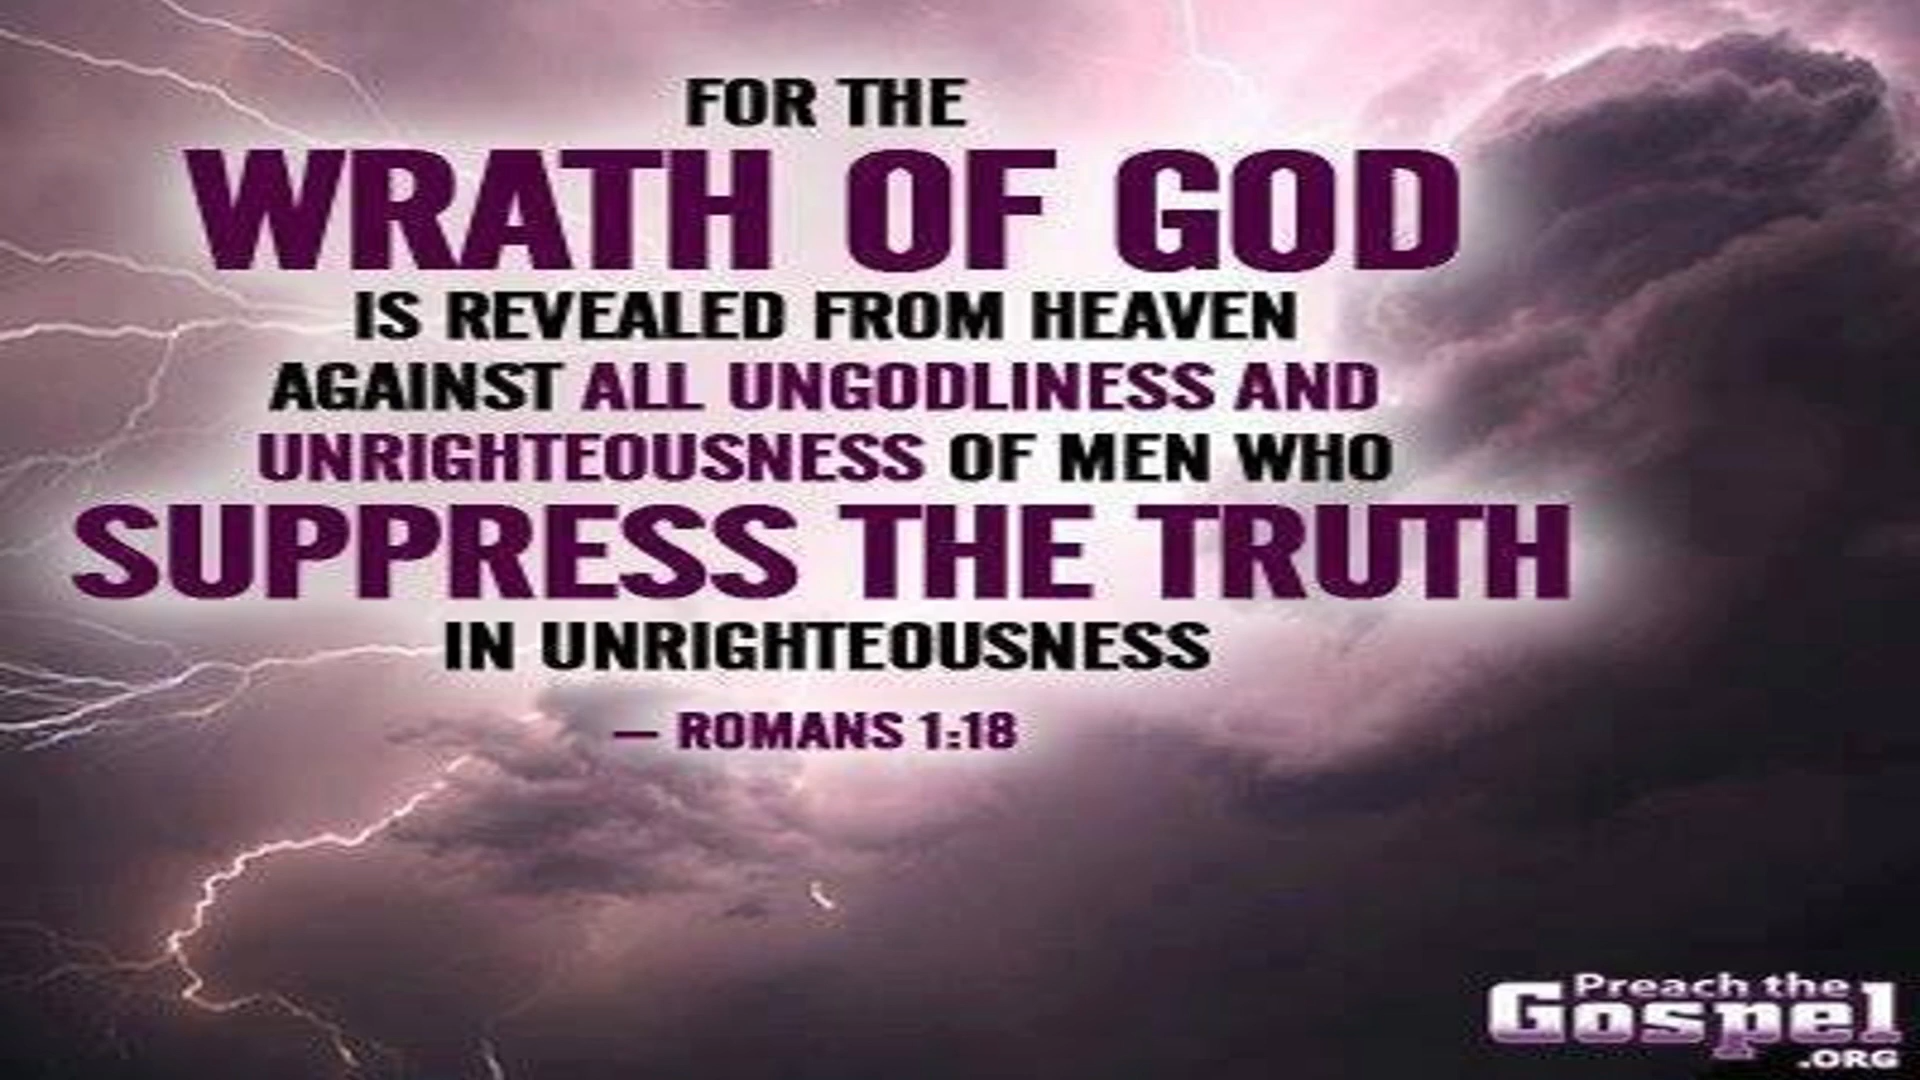 FOR THE
WRATH OF GOD
IS REVEALED FROM HEAVEN
AGAINST ALL UNGODLINESS AND
UNRIGHTEOUSNESS OF MEN WHO
SUPPRESS THE TRUTH
IN UNRIGHTEOUSNESS
— ROMANS 1:18
Preach the
Gospel
.ORG